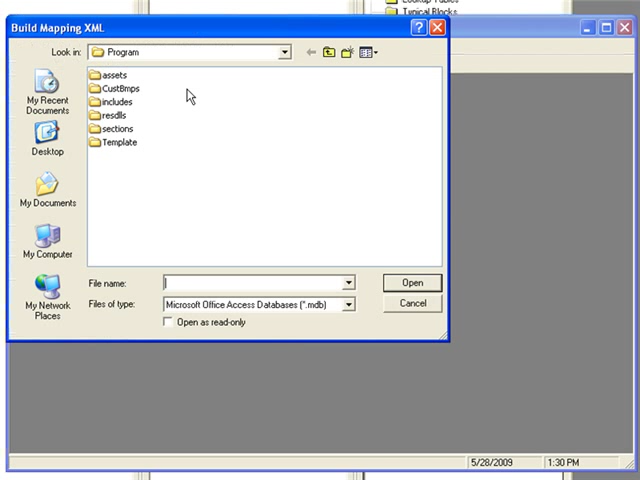 Lookup Tables
Typical Blocks
Build Mapping XML
Look in:
Program
My Recent
Documents
Desktop
My Documents
My Computer
My Network
Places
assets
CustBmps
includes
resdlls
sections
Template
File name:
Open
Files of type:
Microsoft Office Access Databases (*.mdb)
Cancel
Open as read-only
5/28/2009
1:30 PM